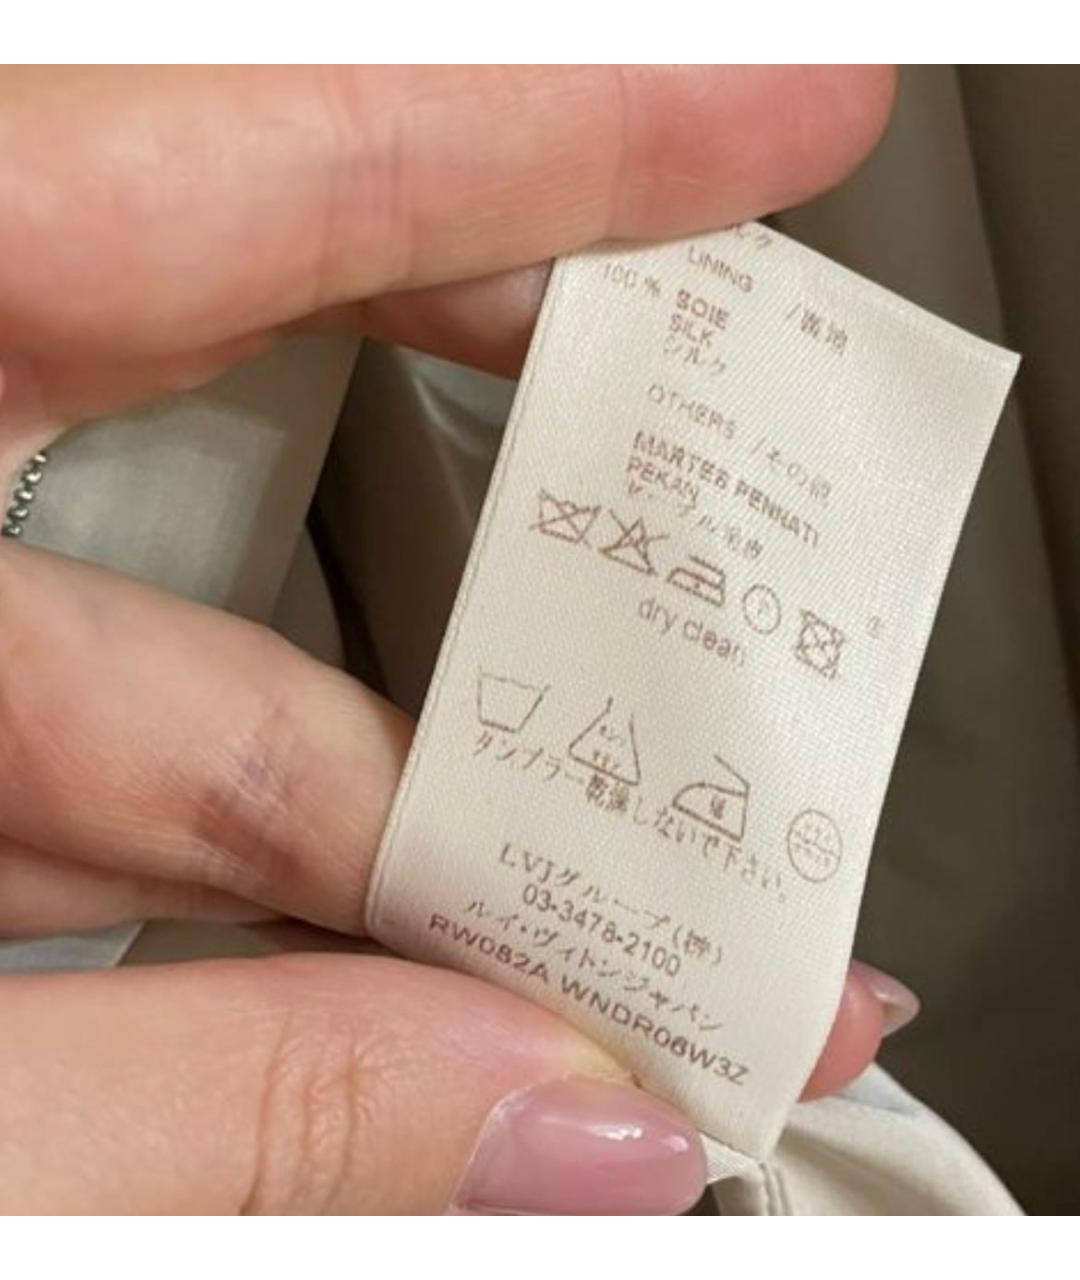 LINING /裏地
100 % SOIE
SILK
シルク
OTHERS /その他
MARTES PENNATI
PEKAN
dry clean
タンブラー乾燥しないで下さい。
LVJグループ(株)
03-3478-2100
ルイ・ヴィトンジャパン
RW082A WNDR06W3Z